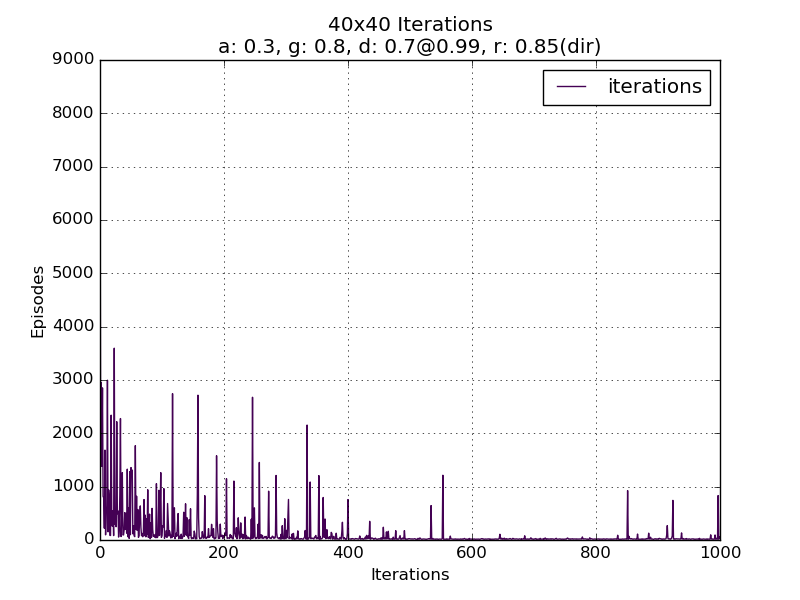 40x40 Iterations
a: 0.3, g: 0.8, d: 0.7@0.99, r: 0.85(dir)
iterations
9000
8000
7000
6000
5000
4000
3000
2000
1000
0
Episodes
0 200 400 600 800 1000
Iterations